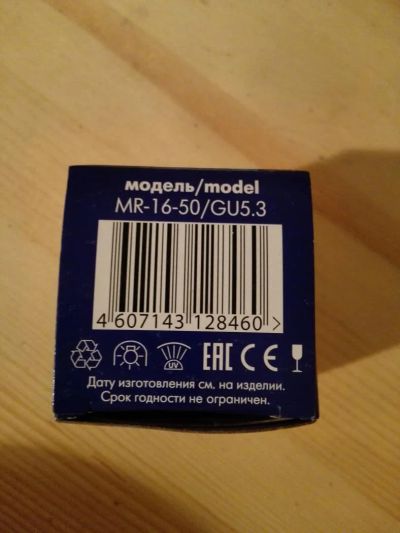 модель/model
MR-16-50/GU5.3
4 607143 128460 >
UV EAC CE
Дату изготовления см. на изделии.
Срок годности не ограничен.